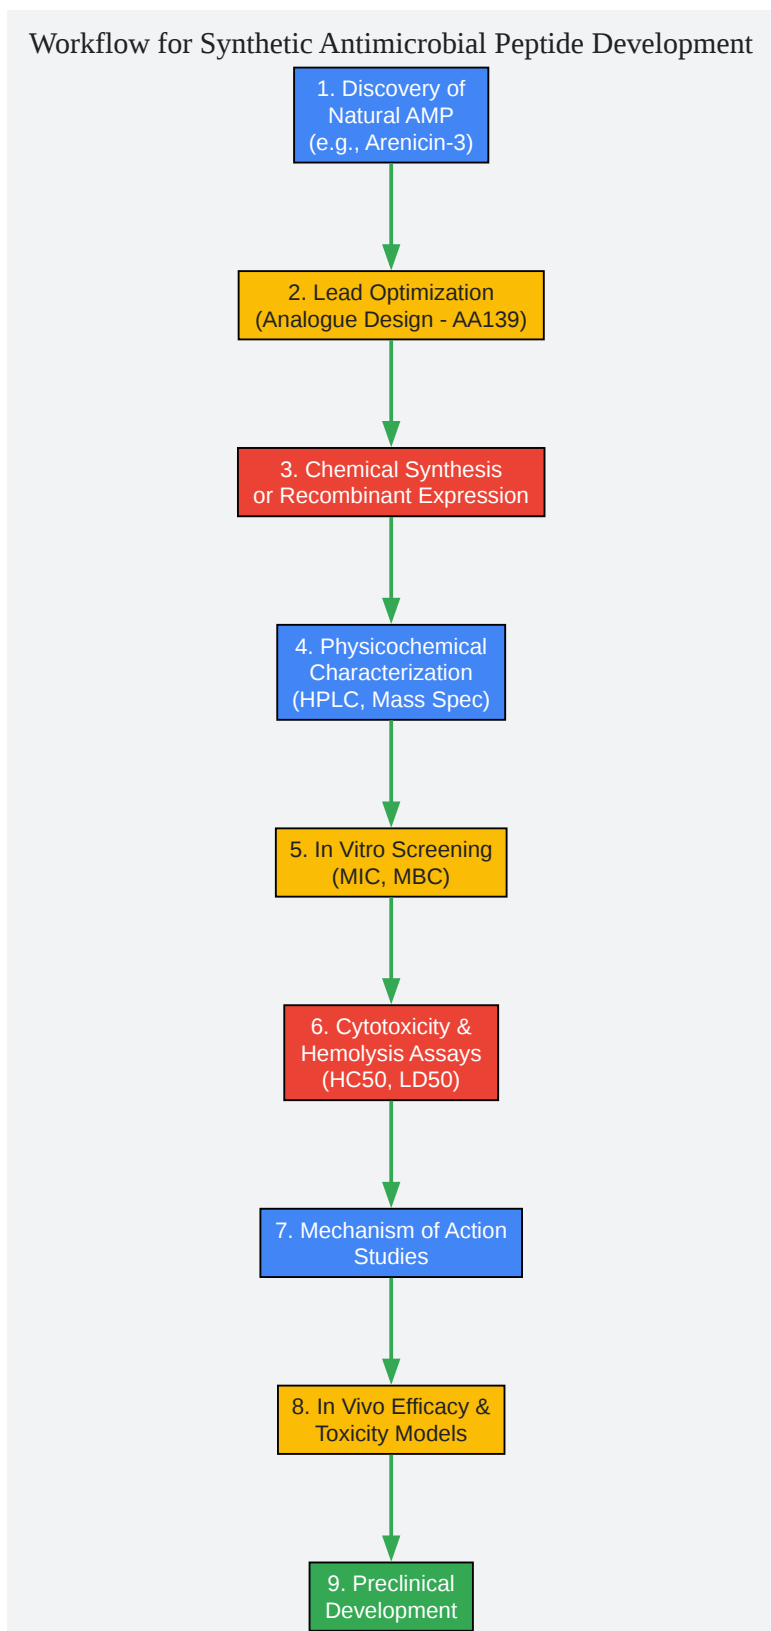 Workflow for Synthetic Antimicrobial Peptide Development
1. Discovery of
Natural AMP
(e.g., Arenicin-3)
2. Lead Optimization
(Analogue Design - AA139)
3. Chemical Synthesis
or Recombinant Expression
4. Physicochemical
Characterization
(HPLC, Mass Spec)
5. In Vitro Screening
(MIC, MBC)
6. Cytotoxicity &
Hemolysis Assays
(HC50, LD50)
7. Mechanism of Action
Studies
8. In Vivo Efficacy &
Toxicity Models
9. Preclinical
Development